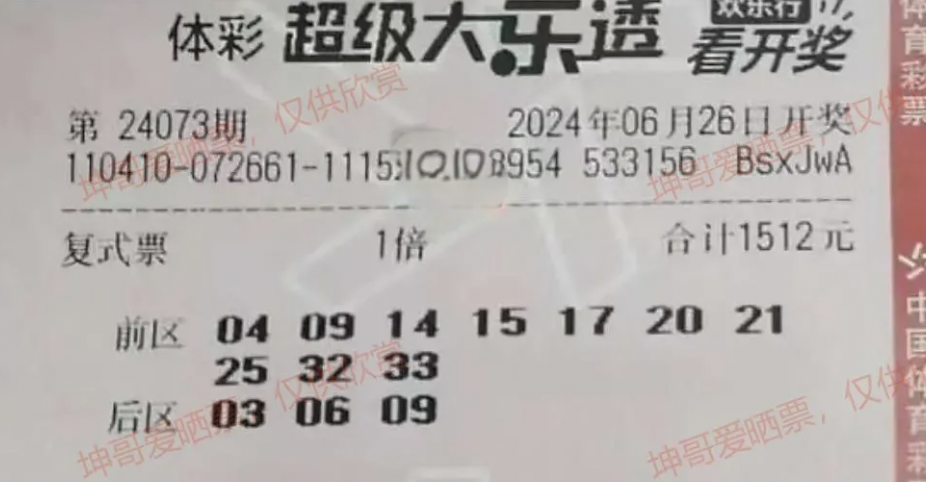 体彩 超级大乐透 欢乐行
看开奖
第 24073期 2024年06月26日开奖
110410-072661-1115 10.10 8954 533156 BsxJwA
复式票 1倍 合计1512元
前区 04 09 14 15 17 20 21
25 32 33
后区 03 06 09
坤哥爱晒票，仅供欣赏
坤哥爱晒票，仅供
坤哥爱晒票，仅供欣赏
坤哥爱晒票，仅供
体育彩票
中国体育彩